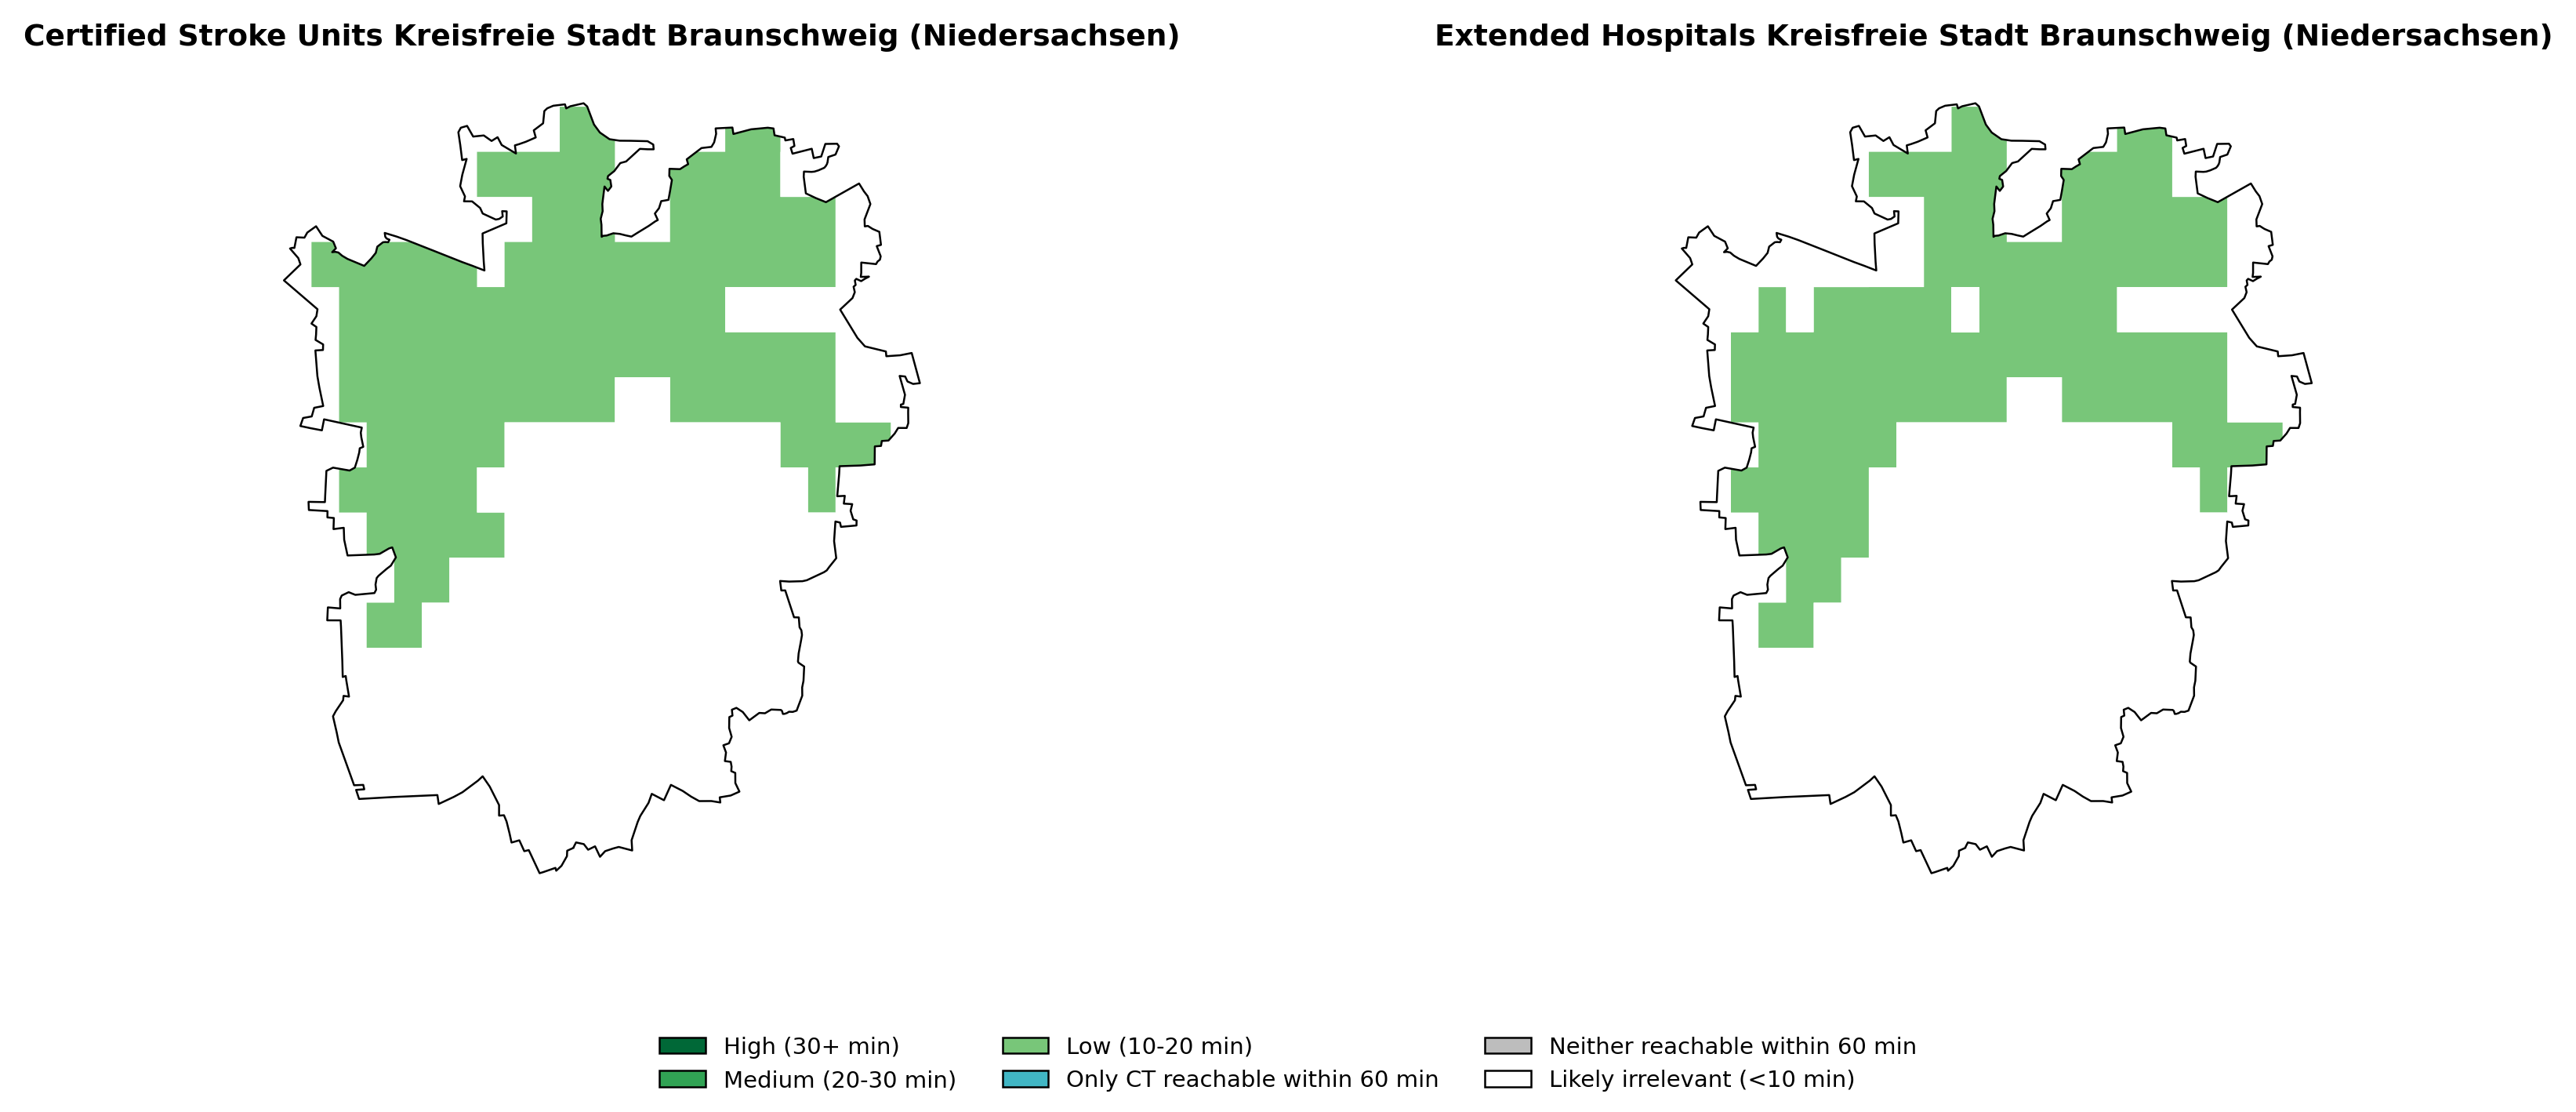 Certified Stroke Units Kreisfreie Stadt Braunschweig (Niedersachsen)
Extended Hospitals Kreisfreie Stadt Braunschweig (Niedersachsen)
High (30+ min)
Medium (20-30 min)
Low (10-20 min)
Only CT reachable within 60 min
Neither reachable within 60 min
Likely irrelevant (<10 min)